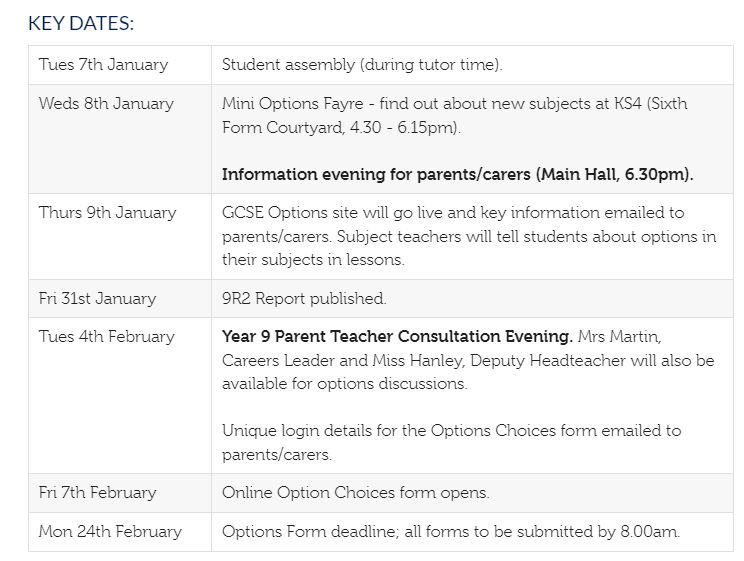 KEY DATES:
Tues 7th January
Student assembly (during tutor time).
Weds 8th January
Mini Options Fayre - find out about new subjects at KS4 (Sixth
Form Courtyard, 4.30 - 6.15pm).
Information evening for parents/carers (Main Hall, 6.30pm).
Thurs 9th January
GCSE Options site will go live and key information emailed to
parents/carers. Subject teachers will tell students about options in
their subjects in lessons.
Fri 31st January
9R2 Report published.
Tues 4th February
Year 9 Parent Teacher Consultation Evening. Mrs Martin,
Careers Leader and Miss Hanley, Deputy Headteacher will also be
available for options discussions.
Unique login details for the Options Choices form emailed to
parents/carers.
Fri 7th February
Online Option Choices form opens.
Mon 24th February
Options Form deadline; all forms to be submitted by 8.00am.